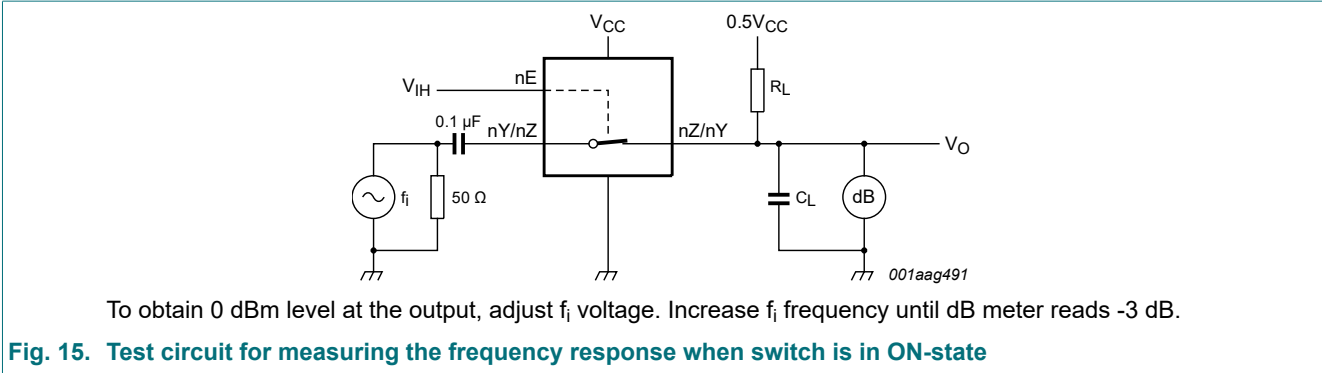 VCC
0.5VCC
nE
VIH
RL
0.1 µF
nY/nZ
nZ/nY
VO
fi
50 Ω
CL
dB
001aag491
To obtain 0 dBm level at the output, adjust fi voltage. Increase fi frequency until dB meter reads -3 dB.
Fig. 15. Test circuit for measuring the frequency response when switch is in ON-state